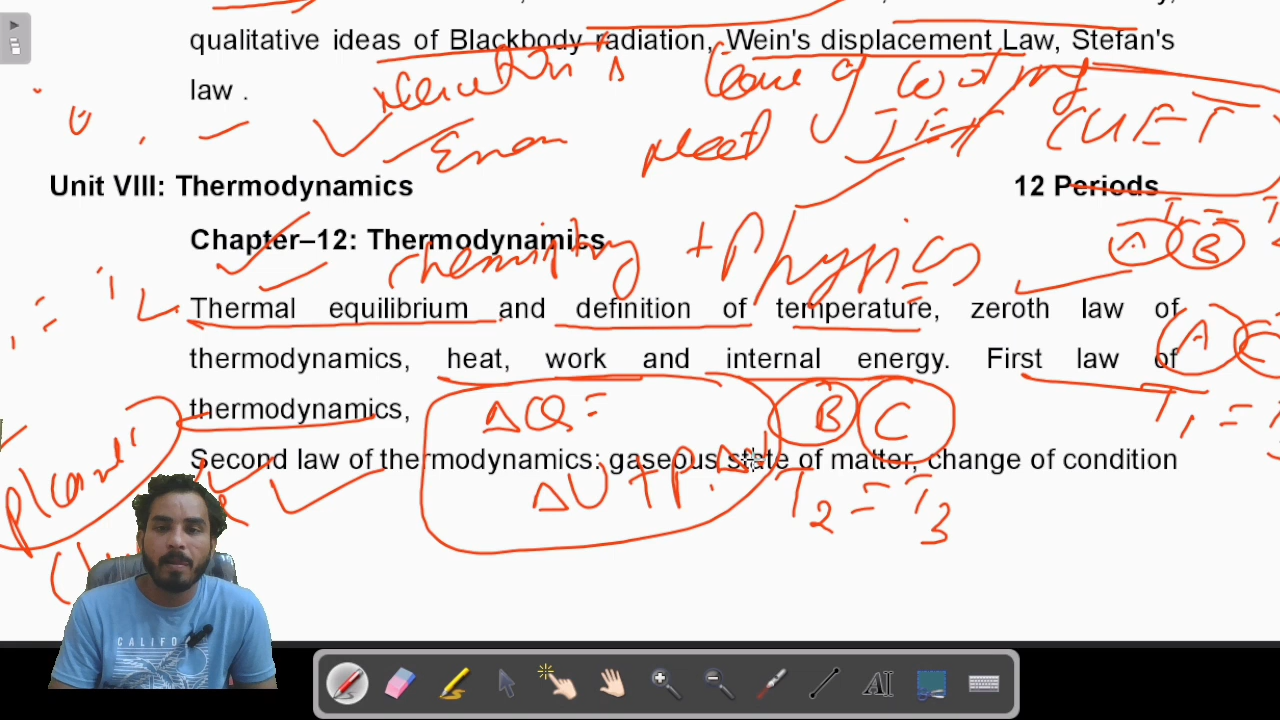 qualitative ideas of Blackbody radiation, Wein's displacement Law, Stefan's
law .
Neet IET CUET
Unit VIII: Thermodynamics 12 Periods
Chapter–12: Thermodynamics
chemistry + Physics
A B
Thermal equilibrium and definition of temperature, zeroth law of
A C
thermodynamics, heat, work and internal energy. First law of
thermodynamics,
ΔQ =
B C
Second law of thermodynamics: gaseous state of matter, change of condition
ΔU + P.ΔV
T2 = T3
CALIFO